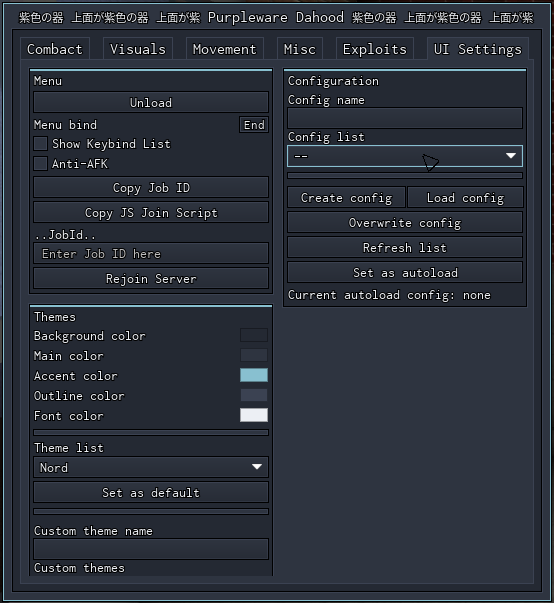 紫色の器 上面が紫色の器 上面が紫 Purpleware Dahood 紫色の器 上面が紫色の器 上面が紫
Combact
Visuals
Movement
Misc
Exploits
UI Settings
Menu
Unload
Menu bind
End
Show Keybind List
Anti-AFK
Copy Job ID
Copy JS Join Script
..JobId..
Enter Job ID here
Rejoin Server
Themes
Background color
Main color
Accent color
Outline color
Font color
Theme list
Nord
Set as default
Custom theme name
Custom themes
Configuration
Config name
Config list
--
Create config
Load config
Overwrite config
Refresh list
Set as autoload
Current autoload config: none